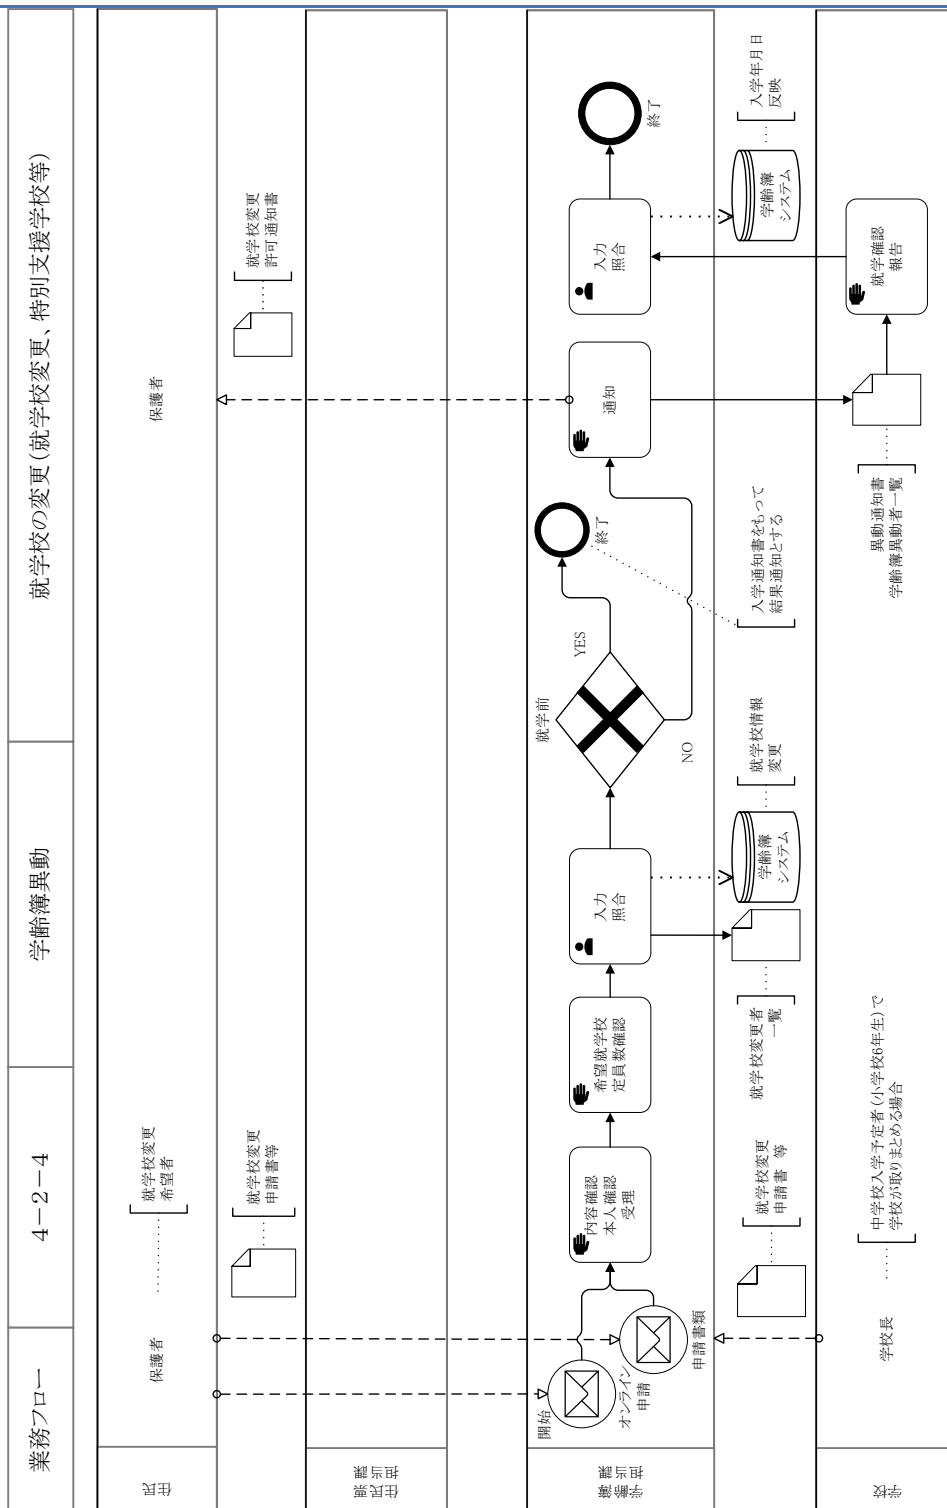 業務フロー
4－2－4
学齢簿異動
就学校の変更(就学校変更、特別支援学校等)
住民
保護者
就学校変更
希望者
保護者
就学校変更
申請書等
就学校変更
許可通知書
住民票
担当課
学齢簿
担当課
開始
オンライン
申請
申請書類
内容確認
本人確認
受理
希望就学校
定員数確認
入力
照合
就学前
YES
NO
終了
通知
入力
照合
終了
就学校変更
申請書 等
就学校変更者
一覧
学齢簿
システム
就学校情報
変更
入学通知書をもって
結果通知とする
学齢簿
システム
入学年月日
反映
学校
学校長
中学校入学予定者(小学校6年生)で
学校が取りまとめる場合
異動通知書
学齢簿異動者一覧
就学確認
報告